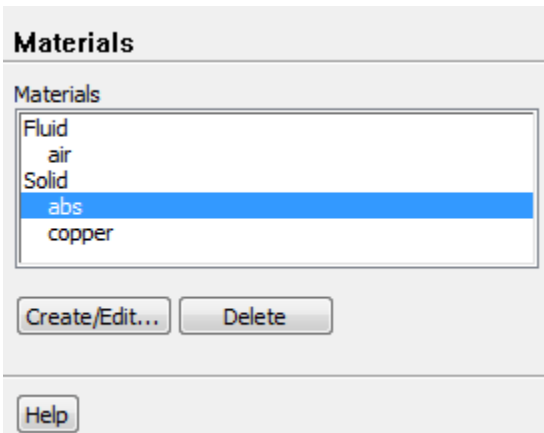 Materials
Materials
Fluid
air
Solid
abs
copper
Create/Edit... Delete
Help